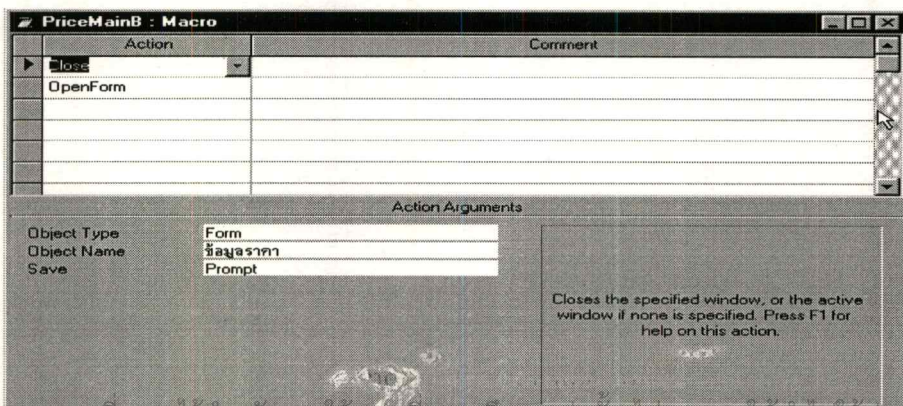 PriceMainB : Macro
Action Comment
Close
OpenForm
Action Arguments
Object Type Form
Object Name ข้อมูลราคา
Save Prompt
Closes the specified window, or the active
window if none is specified. Press F1 for
help on this action.